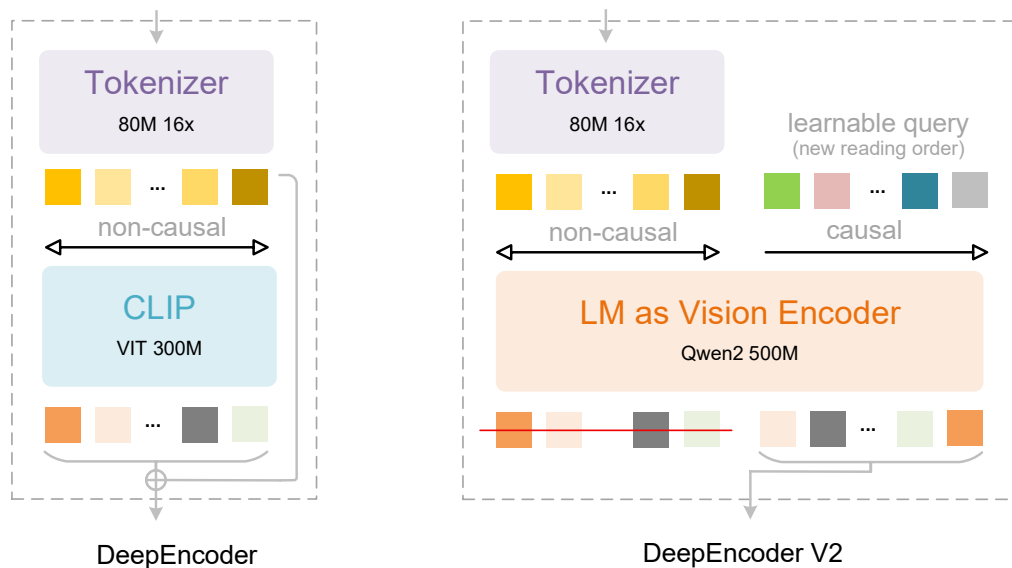 Tokenizer
80M 16x
...
non-causal
CLIP
VIT 300M
...
DeepEncoder
Tokenizer
80M 16x
learnable query
(new reading order)
...
...
non-causal
causal
LM as Vision Encoder
Qwen2 500M
...
DeepEncoder V2